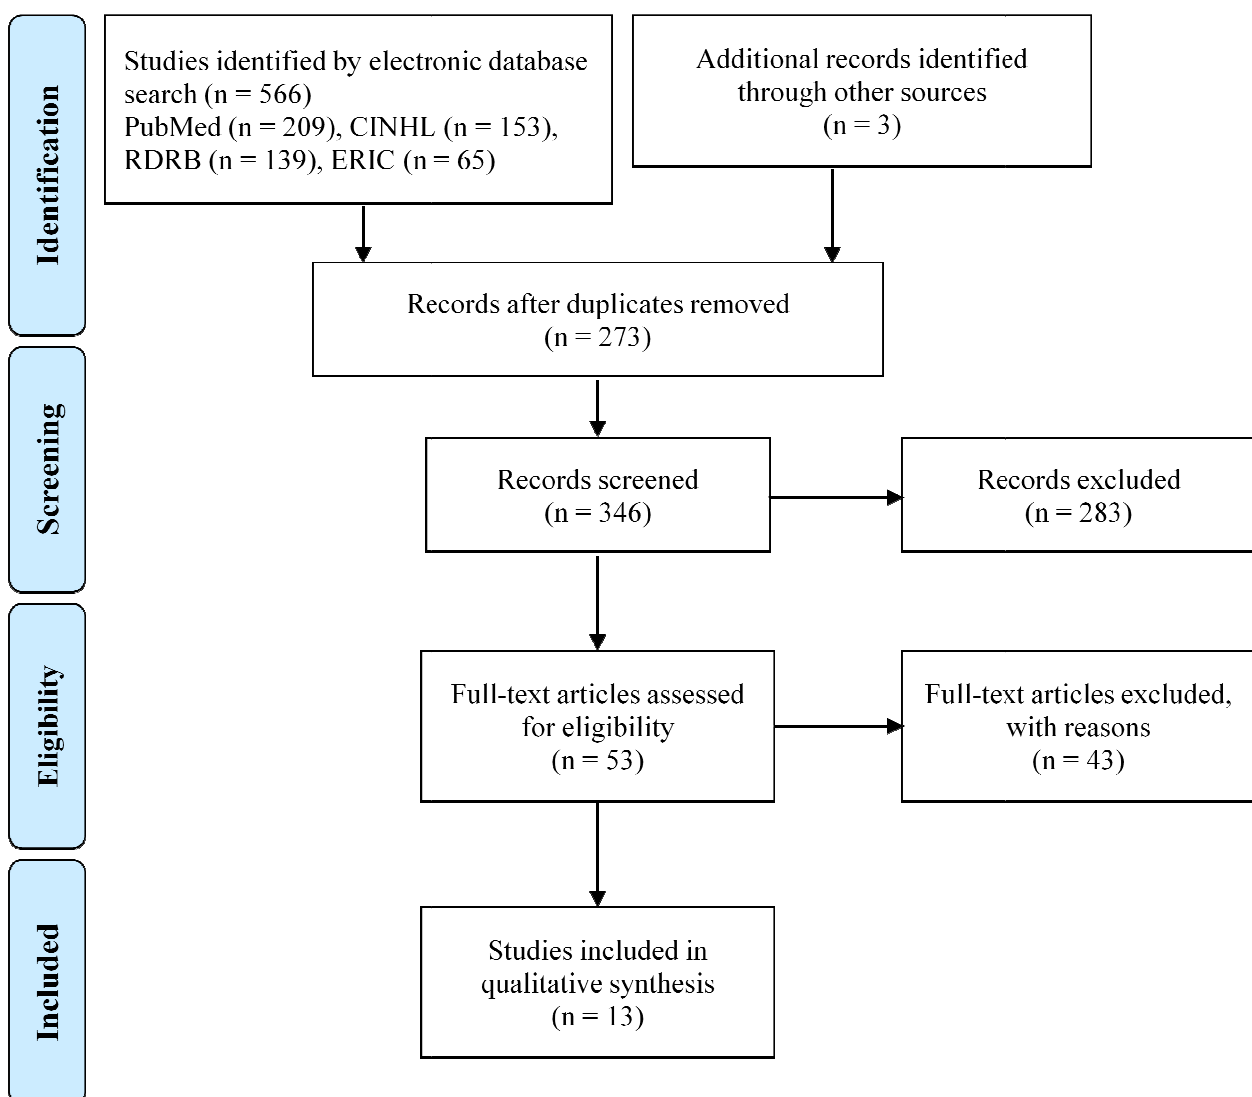 Identification
Studies identified by electronic database
search (n = 566)
PubMed (n = 209), CINHL (n = 153),
RDRB (n = 139), ERIC (n = 65)
Additional records identified
through other sources
(n = 3)
Records after duplicates removed
(n = 273)
Screening
Records screened
(n = 346)
Records excluded
(n = 283)
Eligibility
Full-text articles assessed
for eligibility
(n = 53)
Full-text articles excluded,
with reasons
(n = 43)
Included
Studies included in
qualitative synthesis
(n = 13)